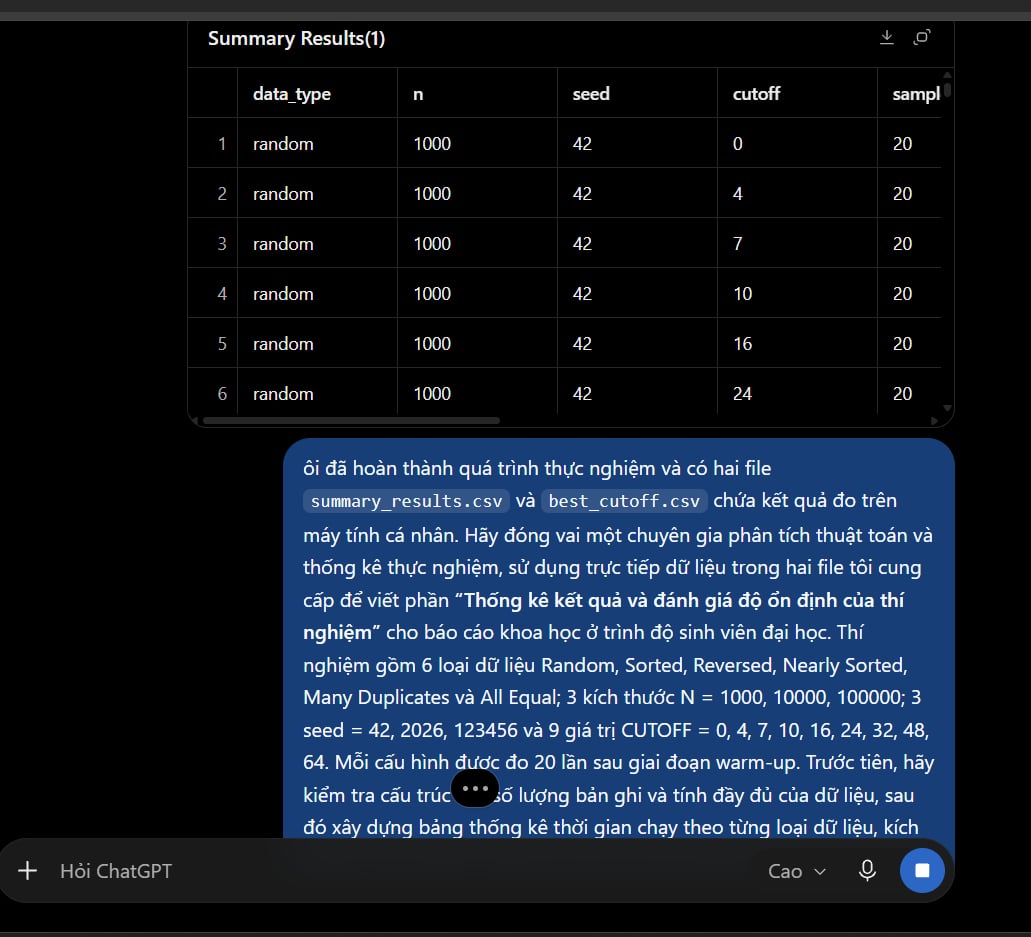 Summary Results(1)
data_type n seed cutoff sampl
1 random 1000 42 0 20
2 random 1000 42 4 20
3 random 1000 42 7 20
4 random 1000 42 10 20
5 random 1000 42 16 20
6 random 1000 42 24 20
ôi đã hoàn thành quá trình thực nghiệm và có hai file
summary_results.csv và best_cutoff.csv chứa kết quả đo trên
máy tính cá nhân. Hãy đóng vai một chuyên gia phân tích thuật toán và
thống kê thực nghiệm, sử dụng trực tiếp dữ liệu trong hai file tôi cung
cấp để viết phần “Thống kê kết quả và đánh giá độ ổn định của thí
nghiệm” cho báo cáo khoa học ở trình độ sinh viên đại học. Thí
nghiệm gồm 6 loại dữ liệu Random, Sorted, Reversed, Nearly Sorted,
Many Duplicates và All Equal; 3 kích thước N = 1000, 10000, 100000; 3
seed = 42, 2026, 123456 và 9 giá trị CUTOFF = 0, 4, 7, 10, 16, 24, 32, 48,
64. Mỗi cấu hình được đo 20 lần sau giai đoạn warm-up. Trước tiên, hãy
kiểm tra cấu trúc số lượng bản ghi và tính đầy đủ của dữ liệu, sau
đó xây dựng bảng thống kê thời gian chạy theo từng loại dữ liệu, kích
Hỏi ChatGPT Cao